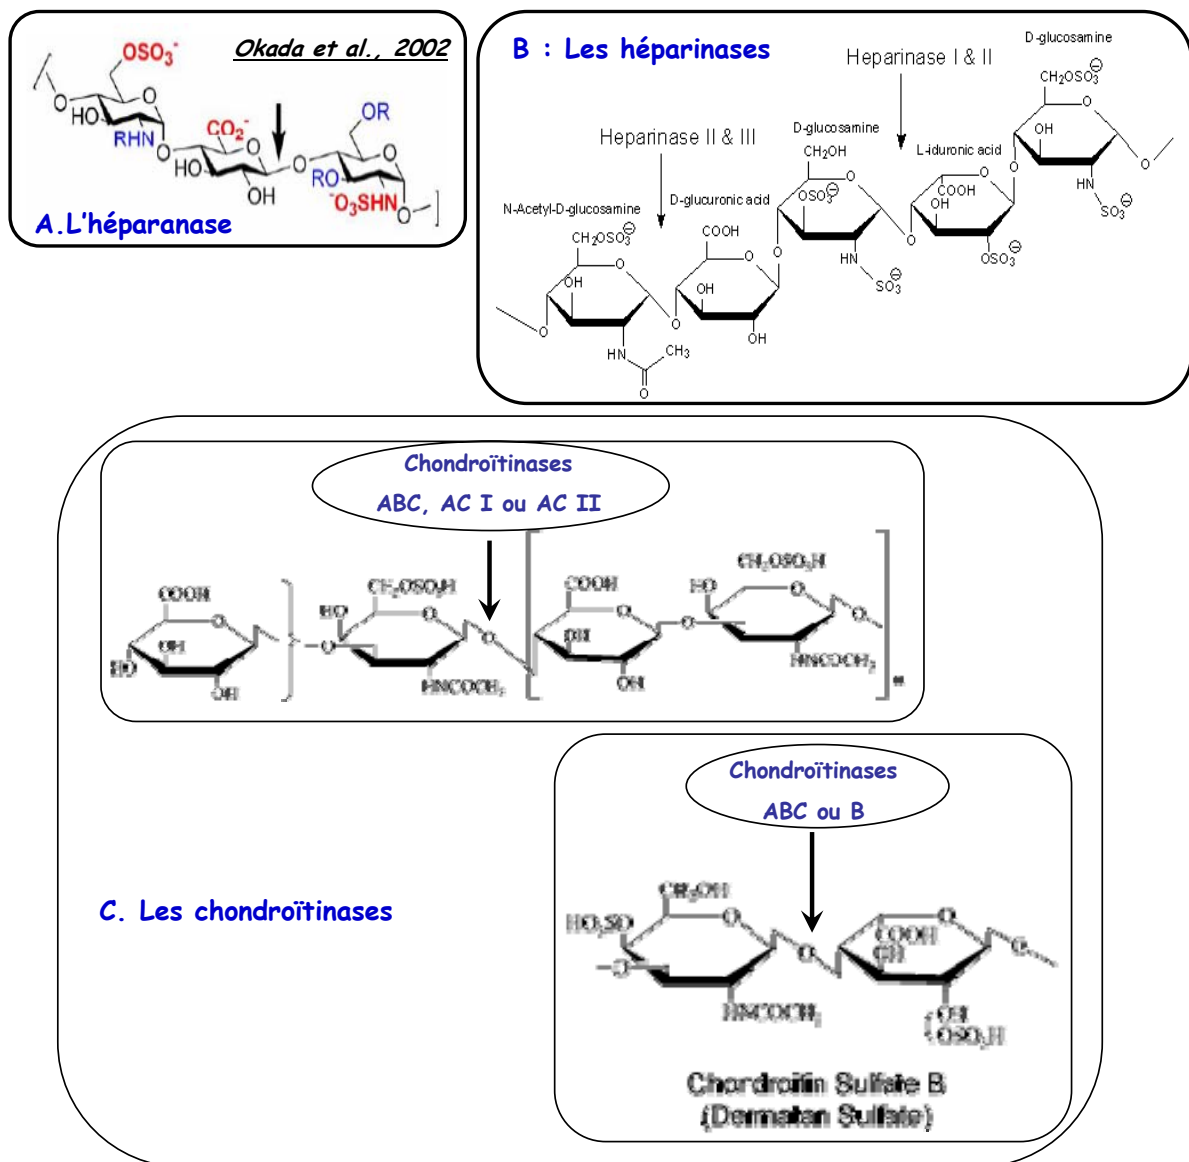 Okada et al., 2002
OSO3-
O
O
HO
RHN
O
CO2-
O
HO
OH
O
OR
O
RO
-O3SHN
O
A.L'héparanase
B : Les héparinases
D-glucosamine
Heparinase I & II
CH2OSO3⊖
Heparinase II & III
D-glucosamine
CH2OH
L-iduronic acid
N-Acetyl-D-glucosamine
D-glucuronic acid
OSO3⊖
COOH
OH
OH
HN
SO3⊖
CH2OSO3⊖
COOH
HN
SO3⊖
OSO3⊖
OH
OH
OH
HN
CH3
O
Chondroïtinases
ABC, AC I ou AC II
COOH
OH
HO
OH
CH2OSO3H
HO
O
HNCOCH3
O
COOH
OH
OH
O
CH2OSO3H
HO
O
HNCOCH3
n
Chondroïtinases
ABC ou B
C. Les chondroïtinases
CH2OH
HO3SO
O
HNCOCH3
O
COOH
OH
O
OH
OSO3H
Chondroitin Sulfate B
(Dermatan Sulfate)